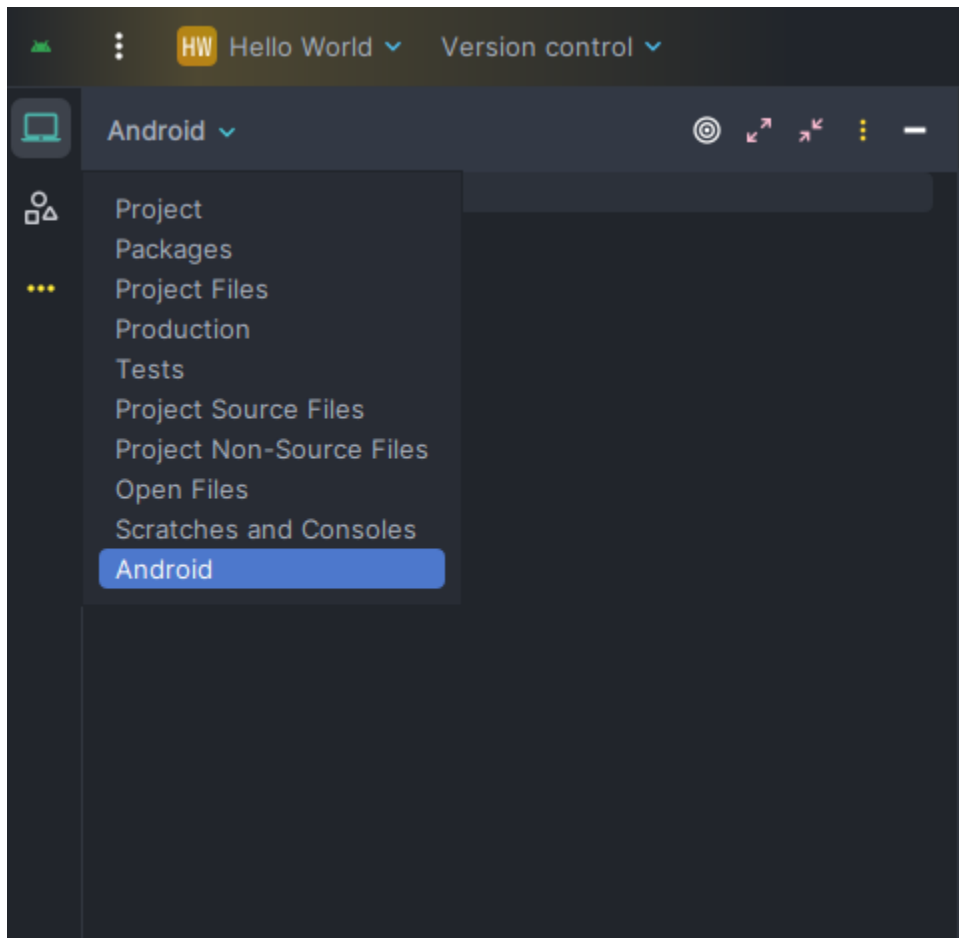 HW Hello World Version control
Android
Project
Packages
Project Files
Production
Tests
Project Source Files
Project Non-Source Files
Open Files
Scratches and Consoles
Android